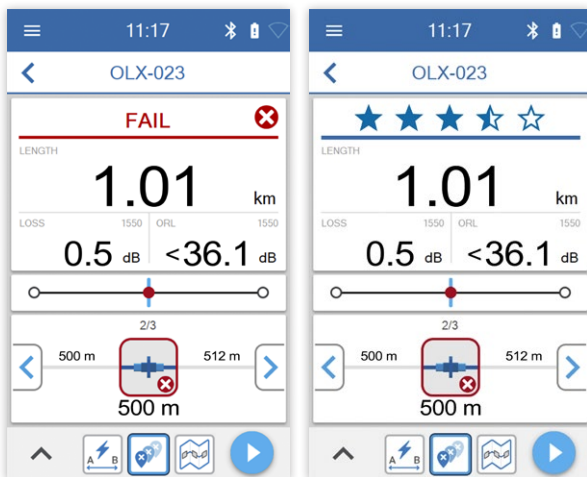 11:17
OLX-023
FAIL
LENGTH
1.01 km
LOSS 1550 ORL 1550
0.5 dB <36.1 dB
2/3
500 m 512 m
500 m
A B
11:17
OLX-023
LENGTH
1.01 km
LOSS 1550 ORL 1550
0.5 dB <36.1 dB
2/3
500 m 512 m
500 m
A B